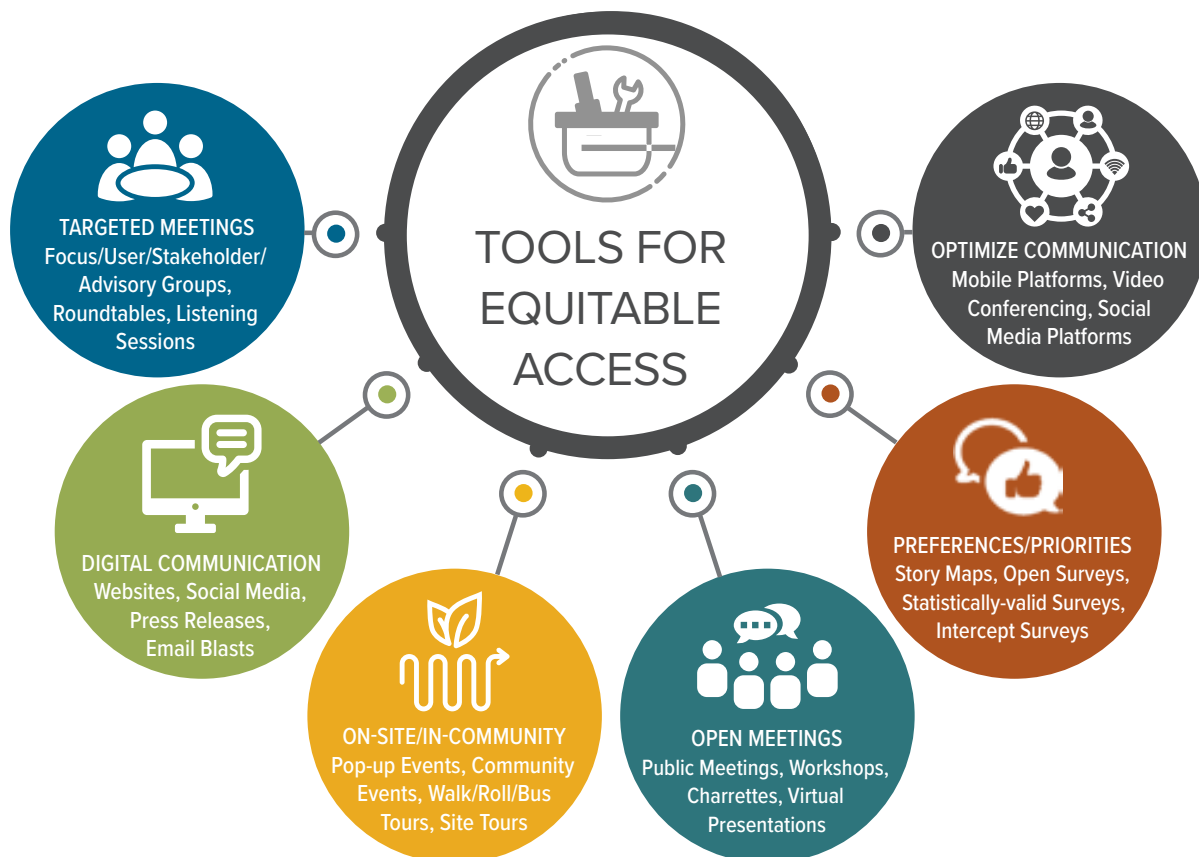 TOOLS FOR
EQUITABLE
ACCESS
TARGETED MEETINGS
Focus/User/Stakeholder/
Advisory Groups,
Roundtables, Listening
Sessions
DIGITAL COMMUNICATION
Websites, Social Media,
Press Releases,
Email Blasts
ON-SITE/IN-COMMUNITY
Pop-up Events, Community
Events, Walk/Roll/Bus
Tours, Site Tours
OPEN MEETINGS
Public Meetings, Workshops,
Charrettes, Virtual
Presentations
PREFERENCES/PRIORITIES
Story Maps, Open Surveys,
Statistically-valid Surveys,
Intercept Surveys
OPTIMIZE COMMUNICATION
Mobile Platforms, Video
Conferencing, Social
Media Platforms